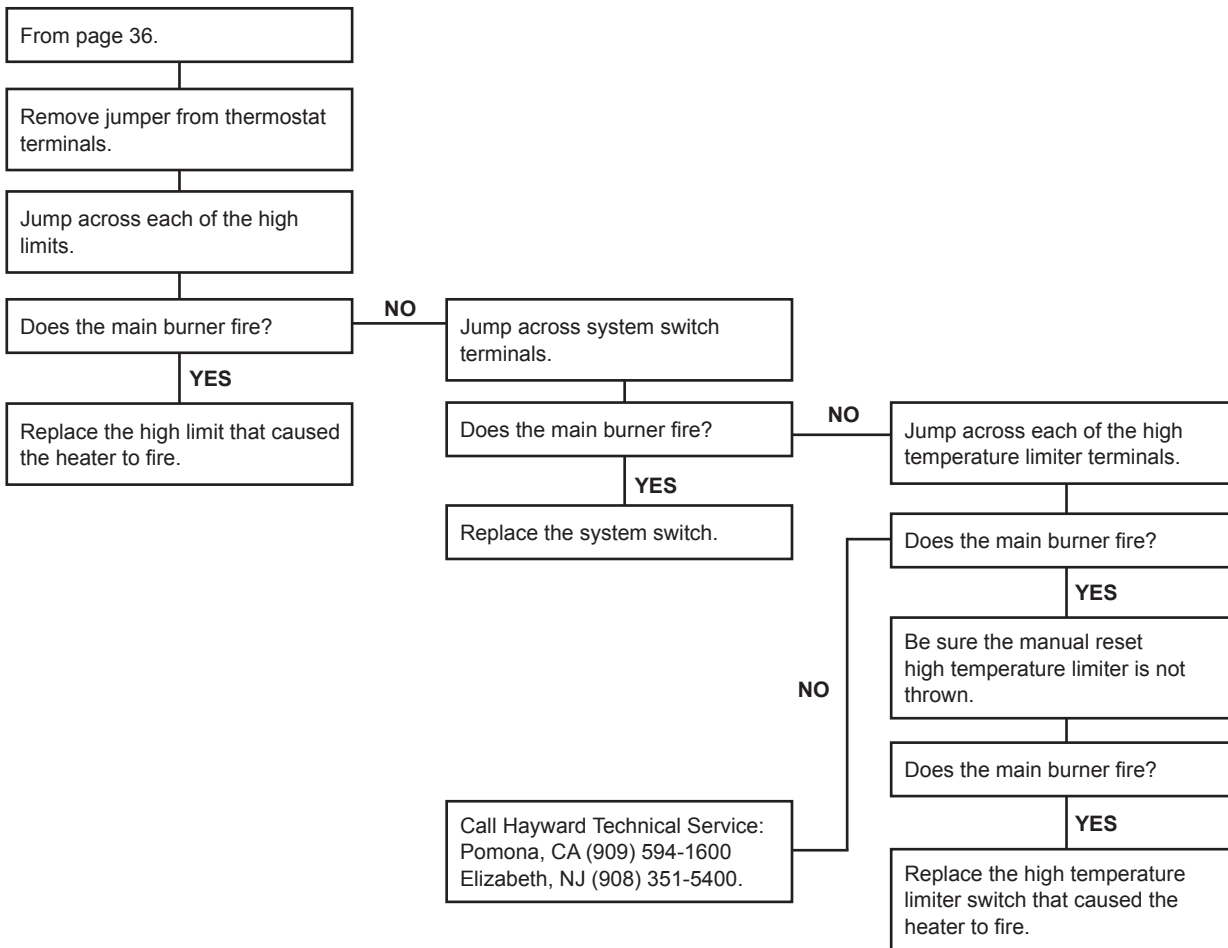 From page 36.
Remove jumper from thermostat
terminals.
Jump across each of the high
limits.
Does the main burner fire?
NO
YES
Replace the high limit that caused
the heater to fire.
Jump across system switch
terminals.
Does the main burner fire?
NO
YES
Replace the system switch.
Jump across each of the high
temperature limiter terminals.
Does the main burner fire?
YES
NO
Be sure the manual reset
high temperature limiter is not
thrown.
Does the main burner fire?
YES
Replace the high temperature
limiter switch that caused the
heater to fire.
Call Hayward Technical Service:
Pomona, CA (909) 594-1600
Elizabeth, NJ (908) 351-5400.